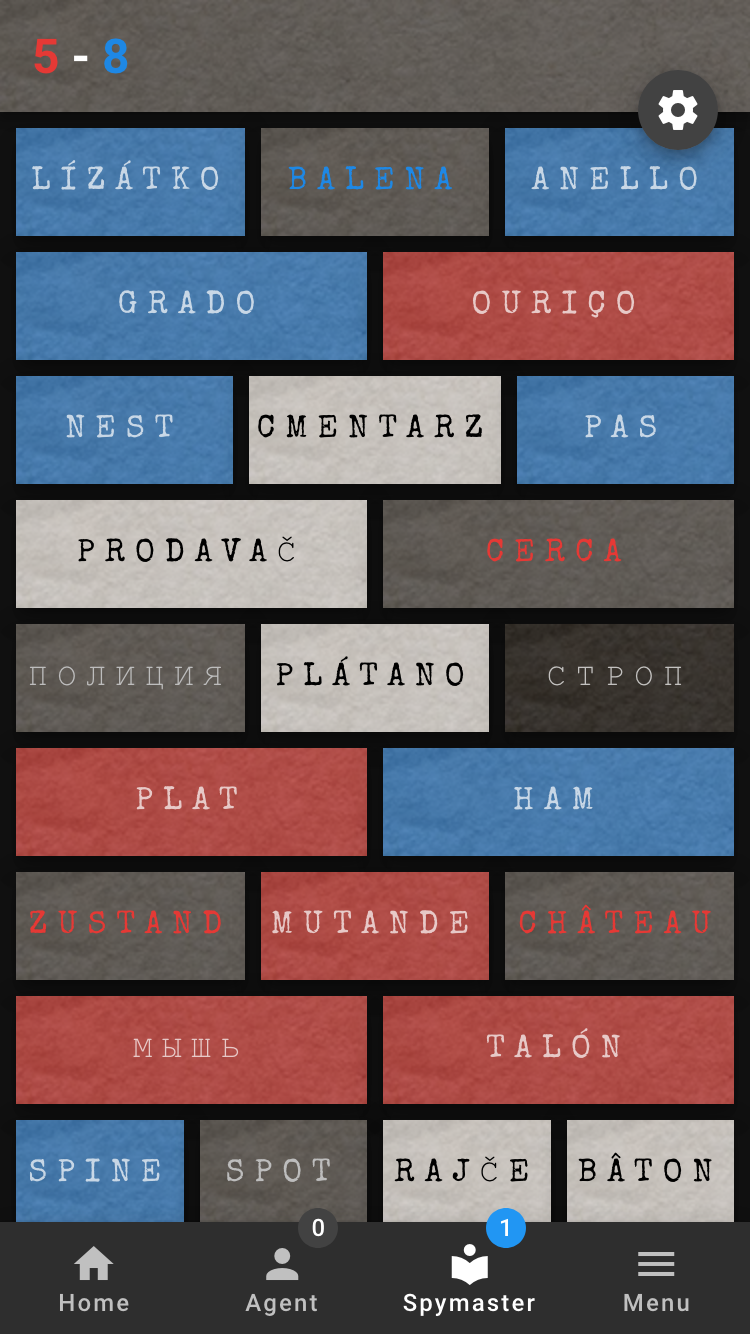 5 - 8
LÍZÁTKO BALENA ANELLO
GRADO OURIÇO
NEST CMENTARZ PAS
PRODAVAČ CERCA
ПОЛИЦИЯ PLÁTANO СТРОП
PLAT HAM
ZUSTAND MUTANDE CHÂTEAU
МЫШЬ TALÓN
SPINE SPOT RAJČE BÂTON
0 1
Home Agent Spymaster Menu